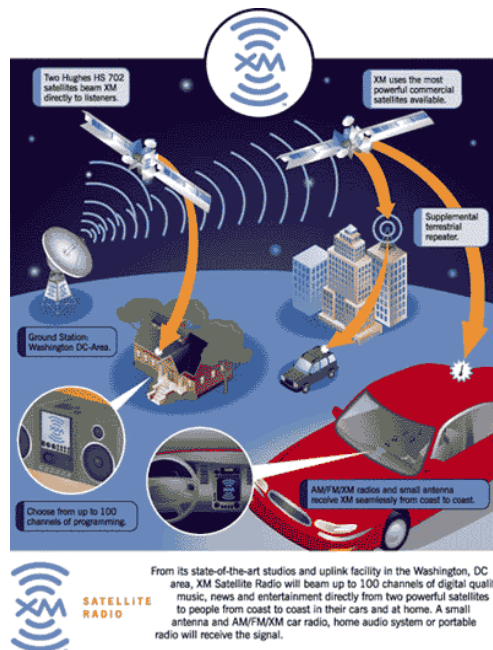 XM
Two Hughes HS 702
satellites beam XM
directly to listeners.
XM uses the most
powerful commercial
satellites available.
Supplemental
terrestrial
repeater.
Ground Station:
Washington DC-Area.
Choose from up to 100
channels of programming.
AM/FM/XM radios and small antenna
receive XM seamlessly from coast to coast.
XM
SATELLITE
RADIO
From its state-of-the-art studios and uplink facility in the Washington, DC
area, XM Satellite Radio will beam up to 100 channels of digital quali
music, news and entertainment directly from two powerful satellites
to people from coast to coast in their cars and at home. A small
antenna and AM/FM/XM car radio, home audio system or portable
radio will receive the signal.